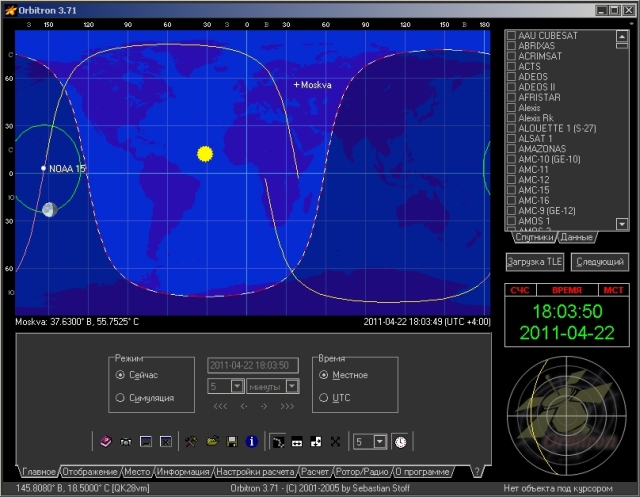 Orbitron 3.71
З 150 120 90 60 30 0 30 60 90 120 B 150 180
AAU CUBESAT
ABRIXAS
ACRIMSAT
ACTS
ADEOS
ADEOS II
AFRISTAR
Alexis
Alexis Rk
ALOUETTE 1 (S-27)
ALSAT 1
AMAZONAS
AMC-10 (GE-10)
AMC-11
AMC-12
AMC-15
AMC-16
AMC-9 (GE-12)
AMOS 1
С
60
30
С
0
Ю
30
60
Ю
Moskva
NOAA 15
Спутники Данные
Загрузка TLE Следующий
Moskva: 37.6300° В, 55.7525° С 2011-04-22 18:03:49 (UTC +4:00)
СЧС ВРЕМЯ МСТ
18:03:50
2011-04-22
Режим
Сейчас
Симуляция
2011-04-22 18:03:50
5 минуты
<<< <- -> >>>
Время
Местное
UTC
5
Главное Отображение Место Информация Настройки расчета Расчет Ротор/Радио О программе ?
145.8080° В, 18.5000° С [QK28vm] Orbitron 3.71 - (C) 2001-2005 by Sebastian Stoff Нет объекта под курсором